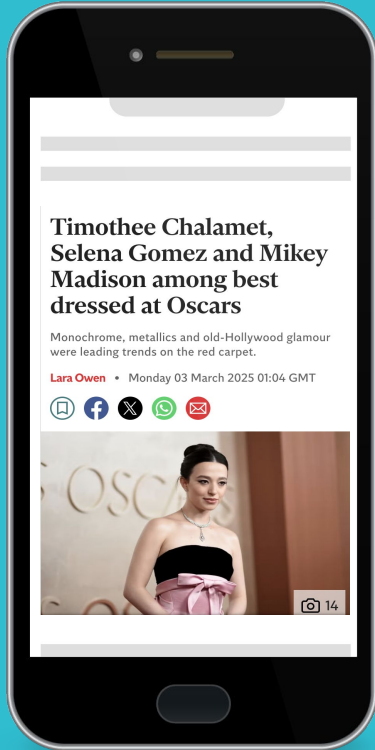 Timothee Chalamet,
Selena Gomez and Mikey
Madison among best
dressed at Oscars
Monochrome, metallics and old-Hollywood glamour
were leading trends on the red carpet.
Lara Owen • Monday 03 March 2025 01:04 GMT
OSCARS
14